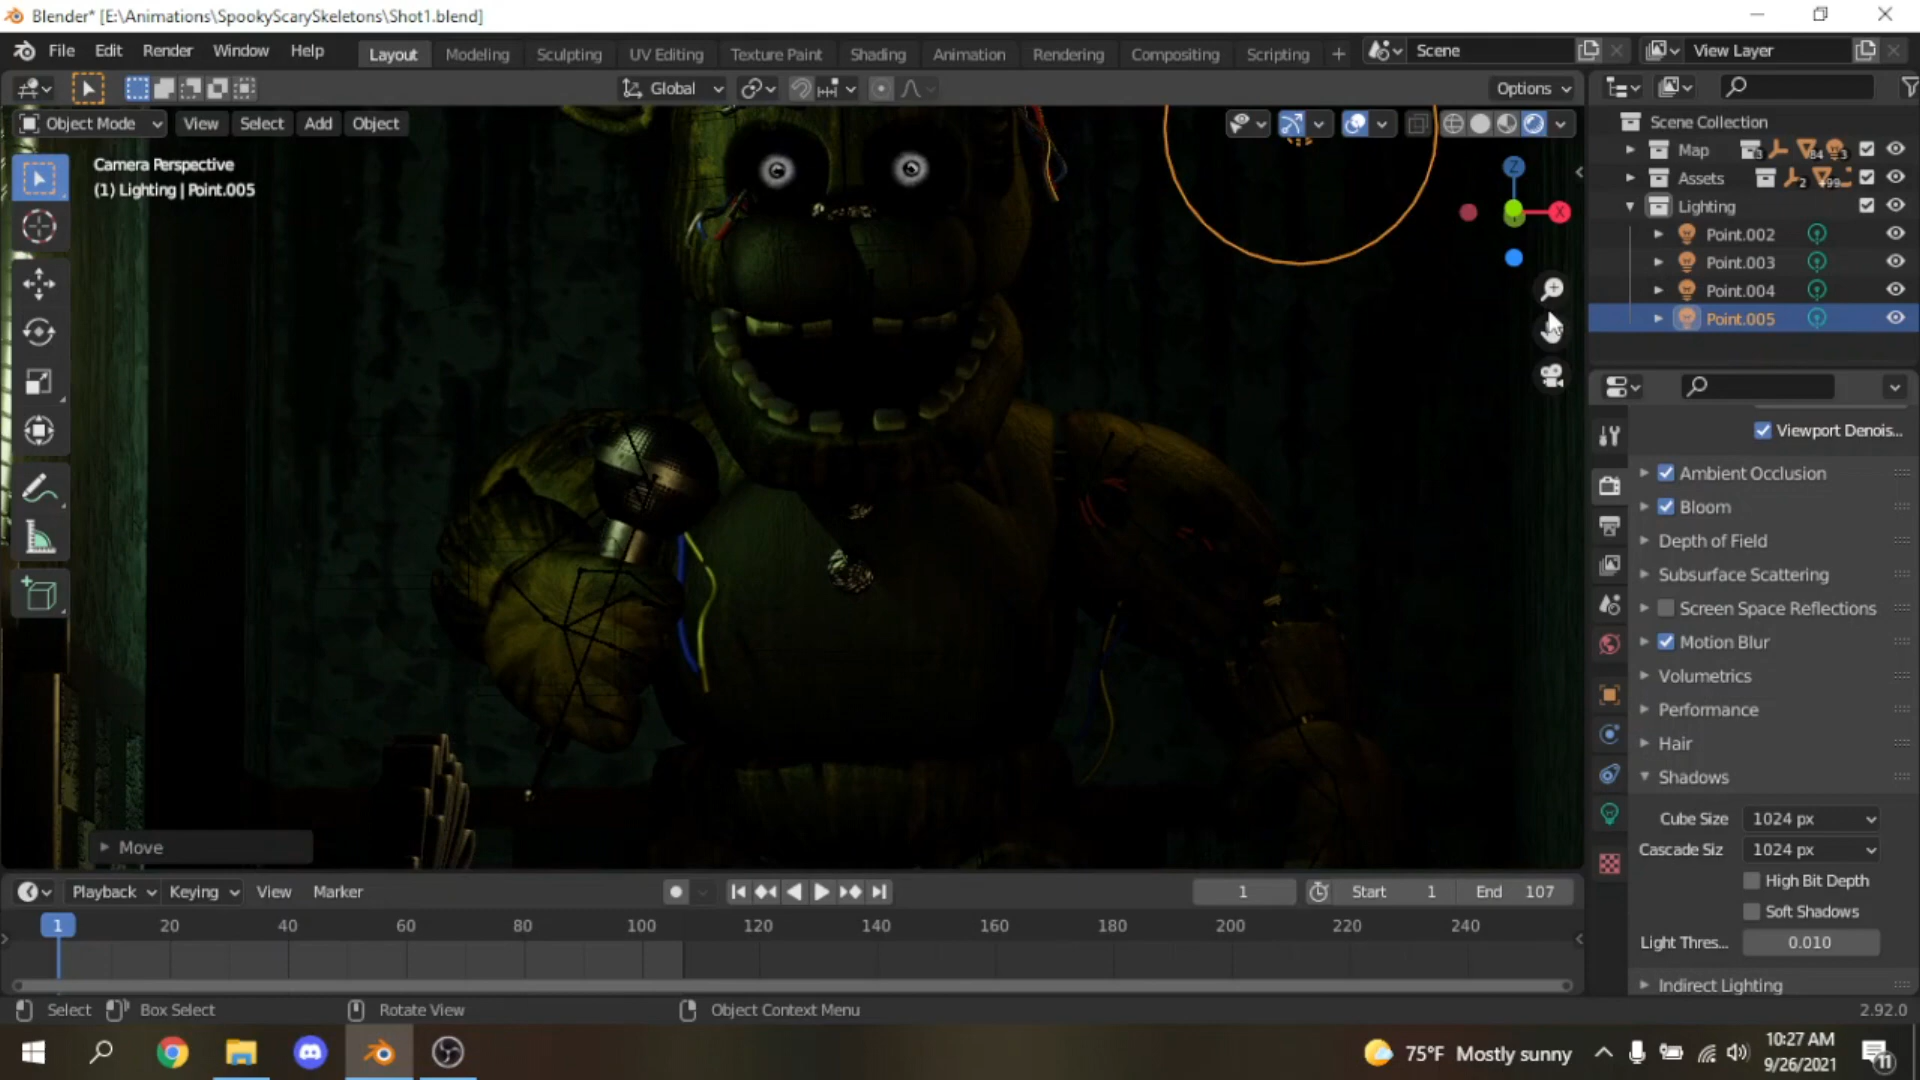 Blender* [E:\Animations\SpookyScarySkeletons\Shot1.blend]
File Edit Render Window Help Layout Modeling Sculpting UV Editing Texture Paint Shading Animation Rendering Compositing Scripting + Scene View Layer
Global Options
Object Mode View Select Add Object
Camera Perspective
(1) Lighting | Point.005
Z
X
Scene Collection
Map 3 84 3
Assets 2 +99
Lighting
Point.002
Point.003
Point.004
Point.005
Viewport Denois...
Ambient Occlusion
Bloom
Depth of Field
Subsurface Scattering
Screen Space Reflections
Motion Blur
Volumetrics
Performance
Hair
Shadows
Cube Size 1024 px
Cascade Siz 1024 px
High Bit Depth
Soft Shadows
Light Thres... 0.010
Indirect Lighting
Move
Playback Keying View Marker 1 Start 1 End 107
1 20 40 60 80 100 120 140 160 180 200 220 240
Select Box Select Rotate View Object Context Menu 2.92.0
75°F Mostly sunny
10:27 AM
9/26/2021
11